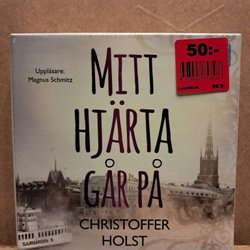 50:-
Uppläsare:
Magnus Schmitz
MITT
HJÄRTA
GÅR PÅ
CHRISTOFFER
HOLST
DJURGÅRDEN